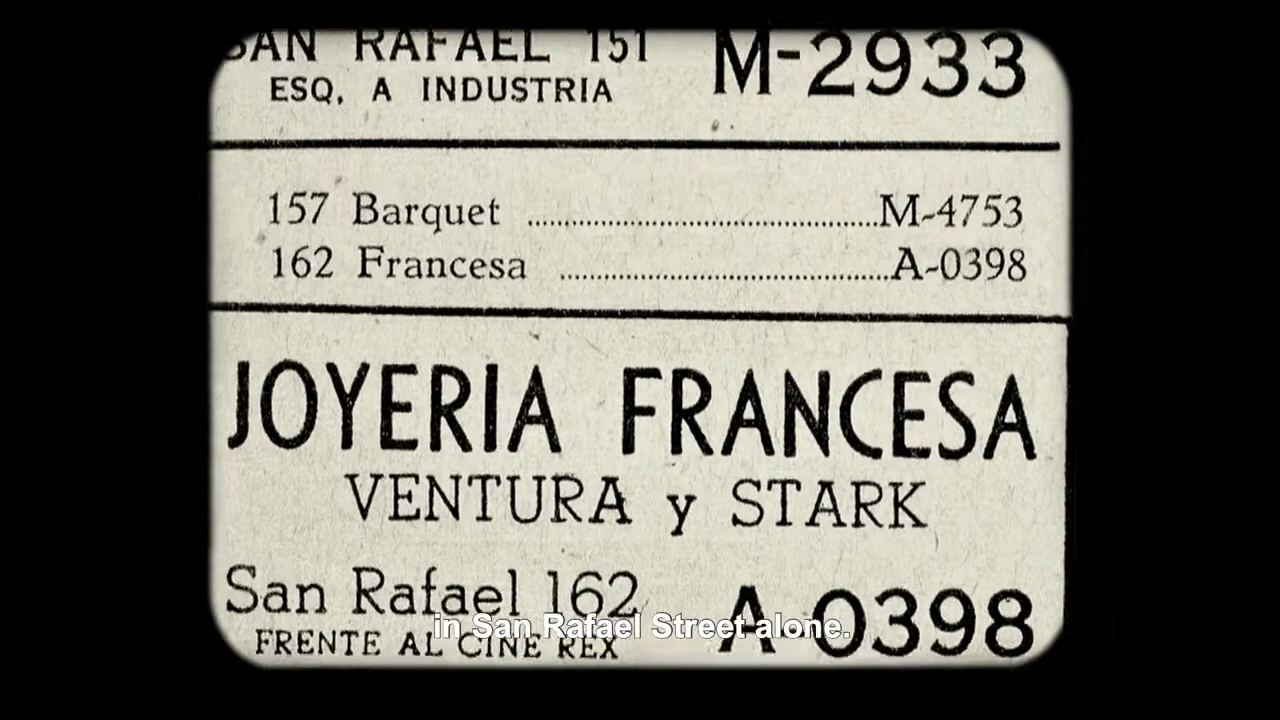 SAN RAFAEL 151 M-2933
ESQ. A INDUSTRIA
157 Barquet ........................................M-4753
162 Francesa .....................................A-0398
JOYERIA FRANCESA
VENTURA y STARK
San Rafael 162 A-0398
FRENTE AL CINE REX
in San Rafael Street alone.